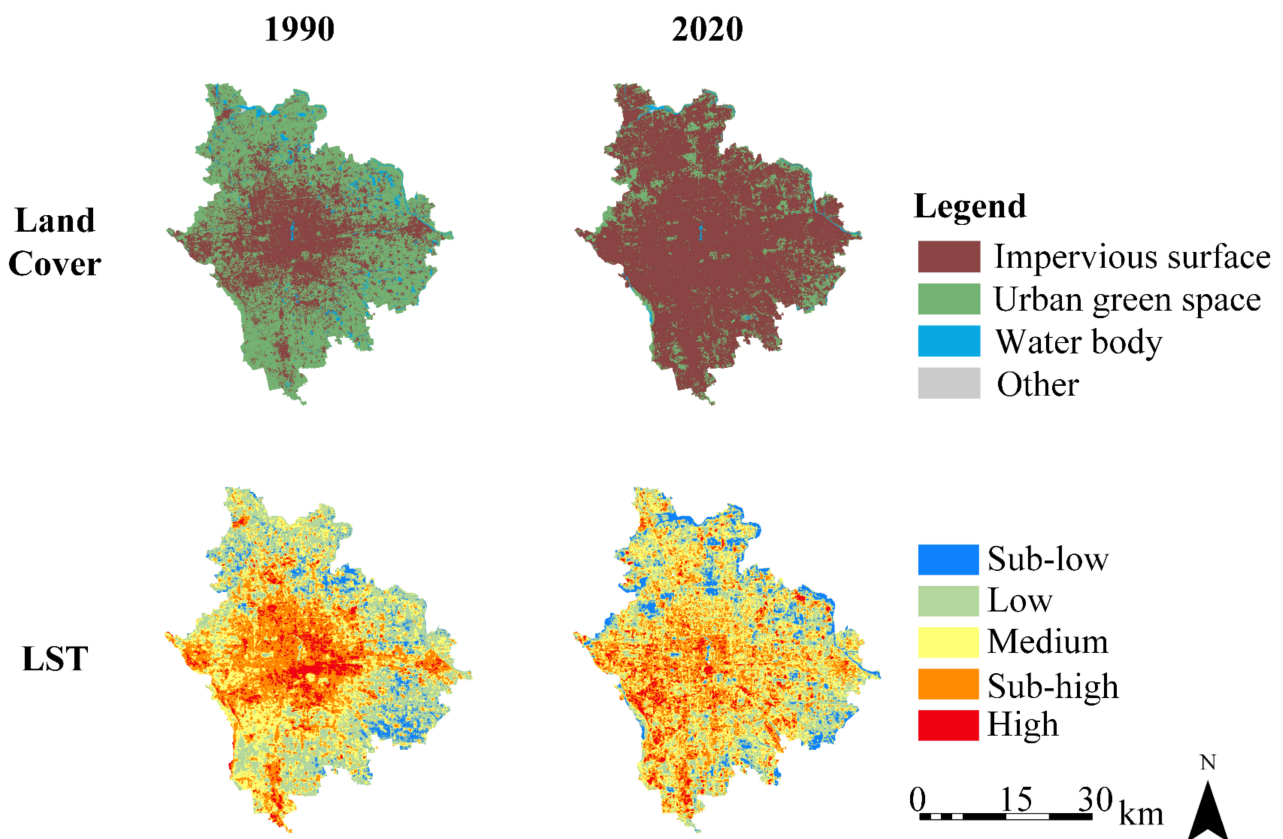 1990
2020
Land
Cover
Legend
Impervious surface
Urban green space
Water body
Other
LST
Sub-low
Low
Medium
Sub-high
High
0 15 30 km
N